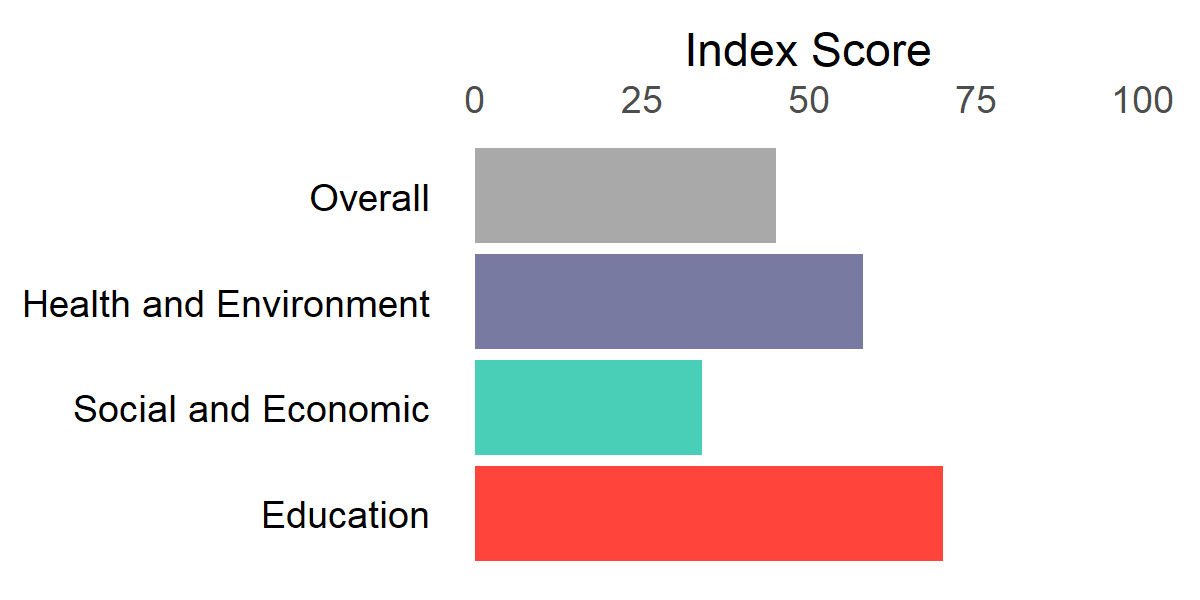 Index Score
0 25 50 75 100
Overall
Health and Environment
Social and Economic
Education